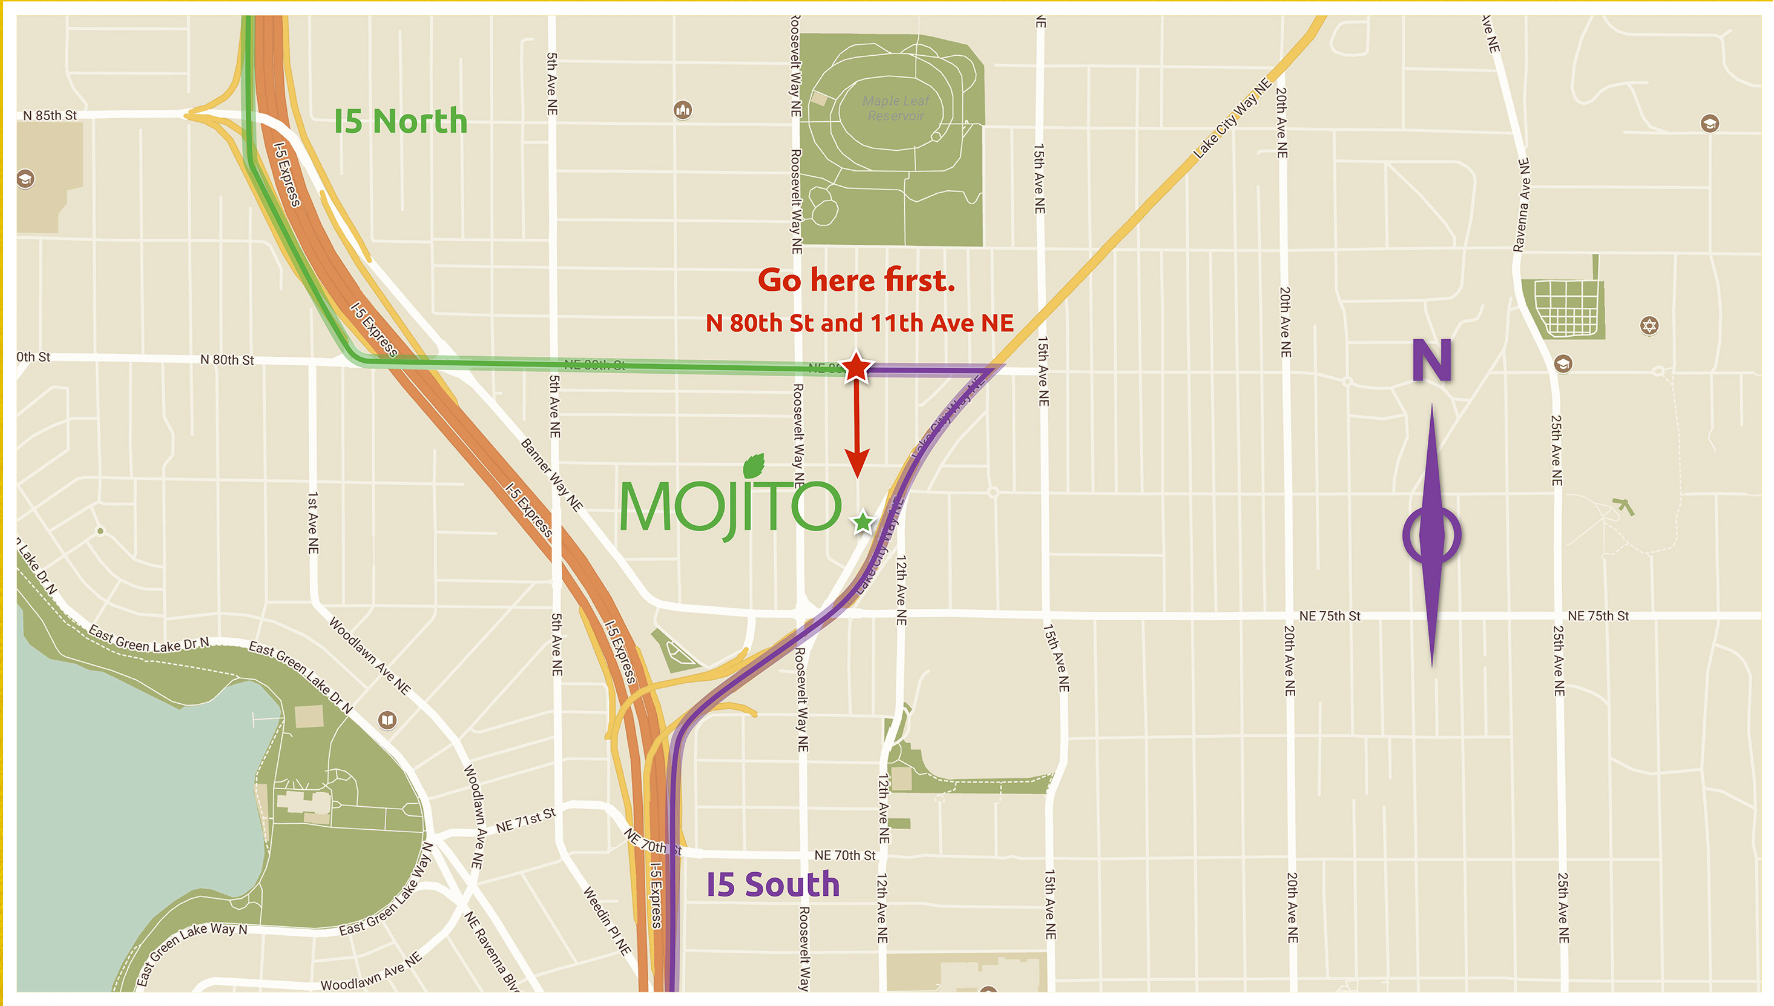 Roosevelt Way NE
NE
Ave NE
5th Ave NE
N 85th St
I5 North
Maple Leaf
Reservoir
Lake City Way NE
20th Ave NE
I-5 Express
Roosevelt Way NE
15th Ave NE
Ravenna Ave NE
Go here first.
N 80th St and 11th Ave NE
I-5 Express
20th Ave NE
0th St
N 80th St
NE 80th St
NE 80
15th Ave NE
N
5th Ave NE
Roosevelt Way NE
Lake City Way NE
25th Ave NE
Banner Way NE
I-5 Express
1st Ave NE
MOJITO
Lake City Way NE
12th Ave NE
n Lake Dr N
NE 75th St
NE 75th St
East Green Lake Dr N
East Green Lake Dr N
Woodlawn Ave NE
5th Ave NE
I-5 Express
Roosevelt Way NE
15th Ave NE
20th Ave NE
25th Ave NE
Woodlawn Ave NE
NE 71st St
NE 70th St
NE 70th St
12th Ave NE
I5 South
I-5 Express
East Green Lake Way N
East Green Lake Way N
Weedin Pl NE
NE Ravenna Blv
Woodlawn Ave NE
Roosevelt Way
12th Ave NE
15th Ave NE
20th Ave NE
25th Ave NE